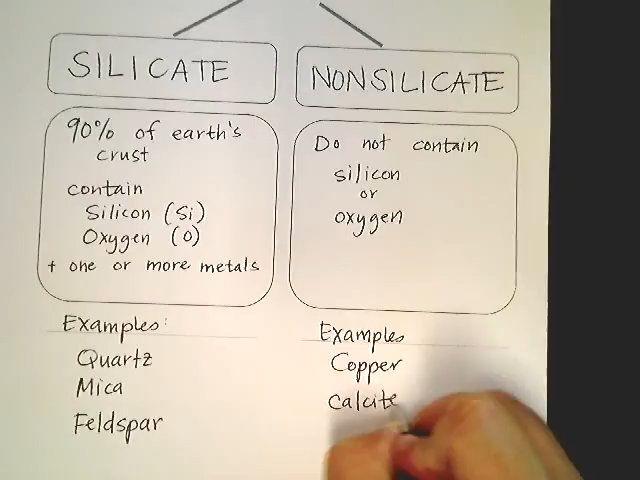 SILICATE
90% of earth's
crust
contain
Silicon (Si)
Oxygen (O)
+ one or more metals
Examples:
Quartz
Mica
Feldspar
NONSILICATE
Do not contain
silicon
or
oxygen
Examples
Copper
Calcite